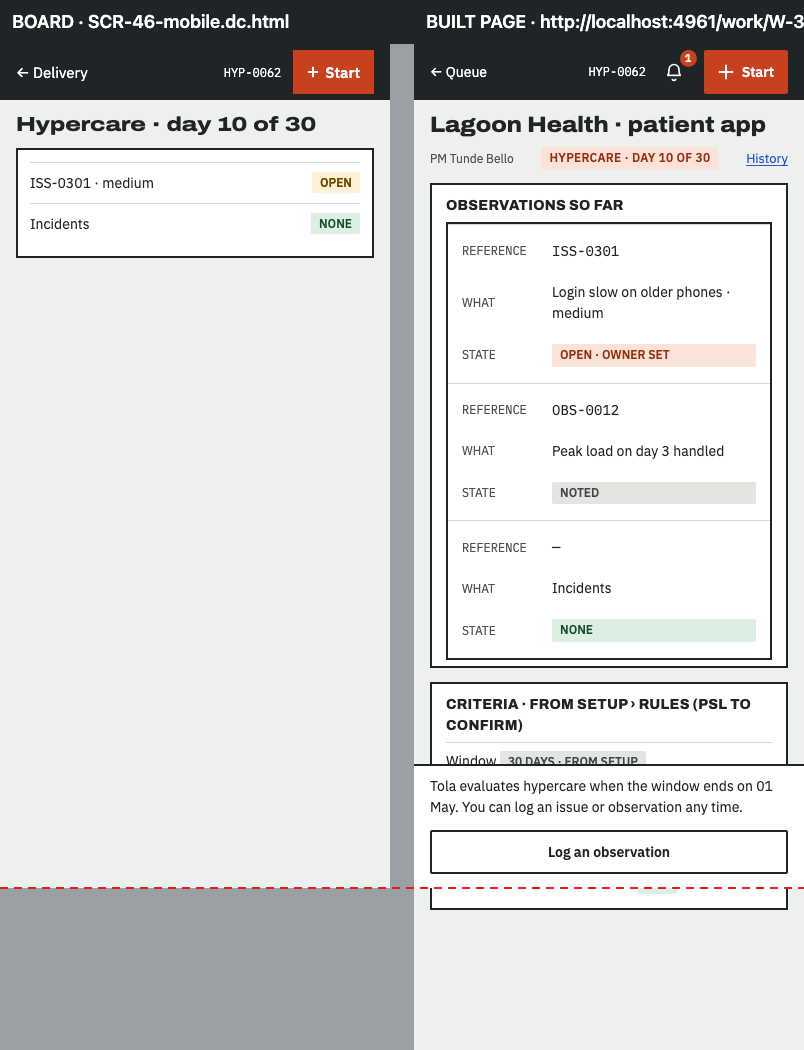 BOARD · SCR-46-mobile.dc.html
← Delivery
HYP-0062
+ Start
Hypercare · day 10 of 30
ISS-0301 · medium
OPEN
Incidents
NONE
BUILT PAGE · http://localhost:4961/work/W-3
← Queue
HYP-0062
1
+ Start
Lagoon Health · patient app
PM Tunde Bello
HYPERCARE · DAY 10 OF 30
History
OBSERVATIONS SO FAR
REFERENCE
ISS-0301
WHAT
Login slow on older phones ·
medium
STATE
OPEN · OWNER SET
REFERENCE
OBS-0012
WHAT
Peak load on day 3 handled
STATE
NOTED
REFERENCE
—
WHAT
Incidents
STATE
NONE
CRITERIA · FROM SETUP › RULES (PSL TO
CONFIRM)
Window
30 DAYS · FROM SETUP
Tola evaluates hypercare when the window ends on 01
May. You can log an issue or observation any time.
Log an observation